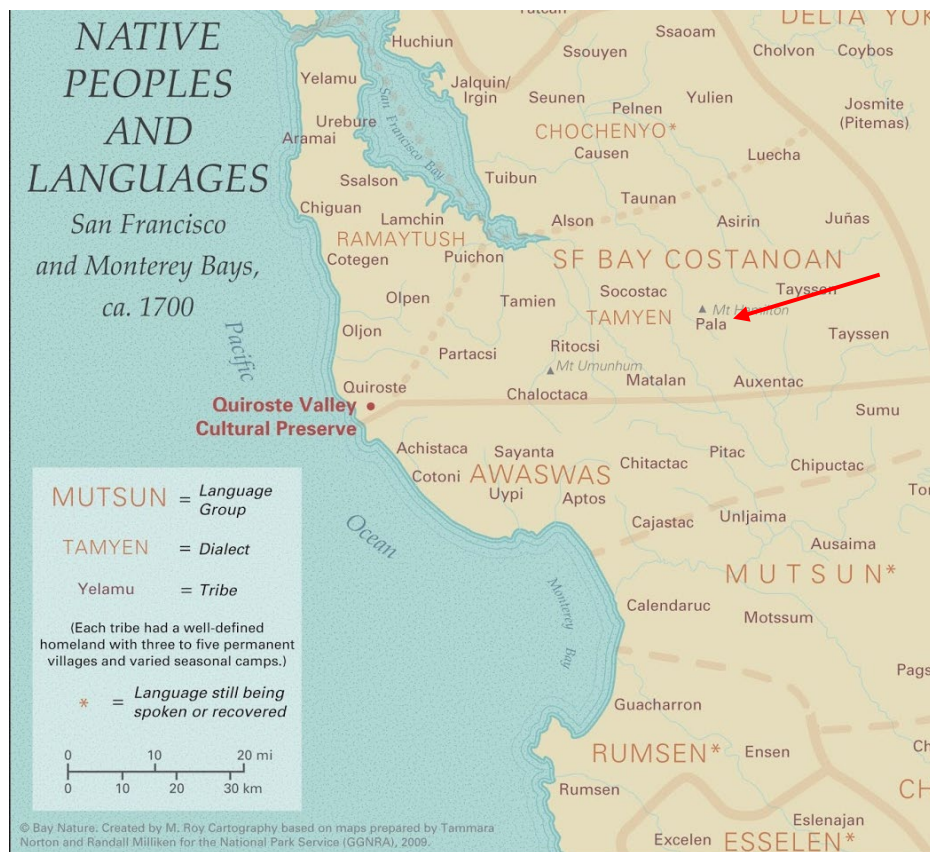 NATIVE
PEOPLES
AND
LANGUAGES
San Francisco
and Monterey Bays,
ca. 1700
DELTA YOK
Huchiun
Ssaoam
Ssouyen
Cholvon
Coybos
Yelamu
Jalquin/
Irgin
Seunen
Yulien
Pelnen
Josmite
(Pitemas)
San Francisco Bay
Urebure
Aramai
CHOCHENYO*
Causen
Luecha
Ssalson
Tuibun
Taunan
Chiguan
Lamchin
Alson
Asirin
Juñas
RAMAYTUSH
Cotegen
Puichon
SF BAY COSTANOAN
Olpen
Tamien
Socostac
Mt Hamilton
TAMYEN
Pala
Oljon
Tayssen
Partacsi
Ritocsi
Mt Umunhum
Pacific
Quiroste
Chaloctaca
Matalan
Auxentac
Quiroste Valley
Cultural Preserve
Sumu
Achistaca
Sayanta
Pitac
Cotoni
AWASWAS
Chitactac
Chipuctac
Uypi
Aptos
Cajastac
Unljaima
Ausaima
Ocean
MUTSUN*
Monterey
Bay
Calendaruc
Motssum
MUTSUN = Language
Group
TAMYEN = Dialect
Yelamu = Tribe
(Each tribe had a well-defined
homeland with three to five permanent
villages and varied seasonal camps.)
* = Language still being
spoken or recovered
0 10 20 mi
0 10 20 30 km
Pags
Guacharron
RUMSEN*
Ensen
Ch
Rumsen
CH
Eslenajan
Excelen
ESSELEN*
© Bay Nature. Created by M. Roy Cartography based on maps prepared by Tammara
Norton and Randall Milliken for the National Park Service (GGNRA), 2009.